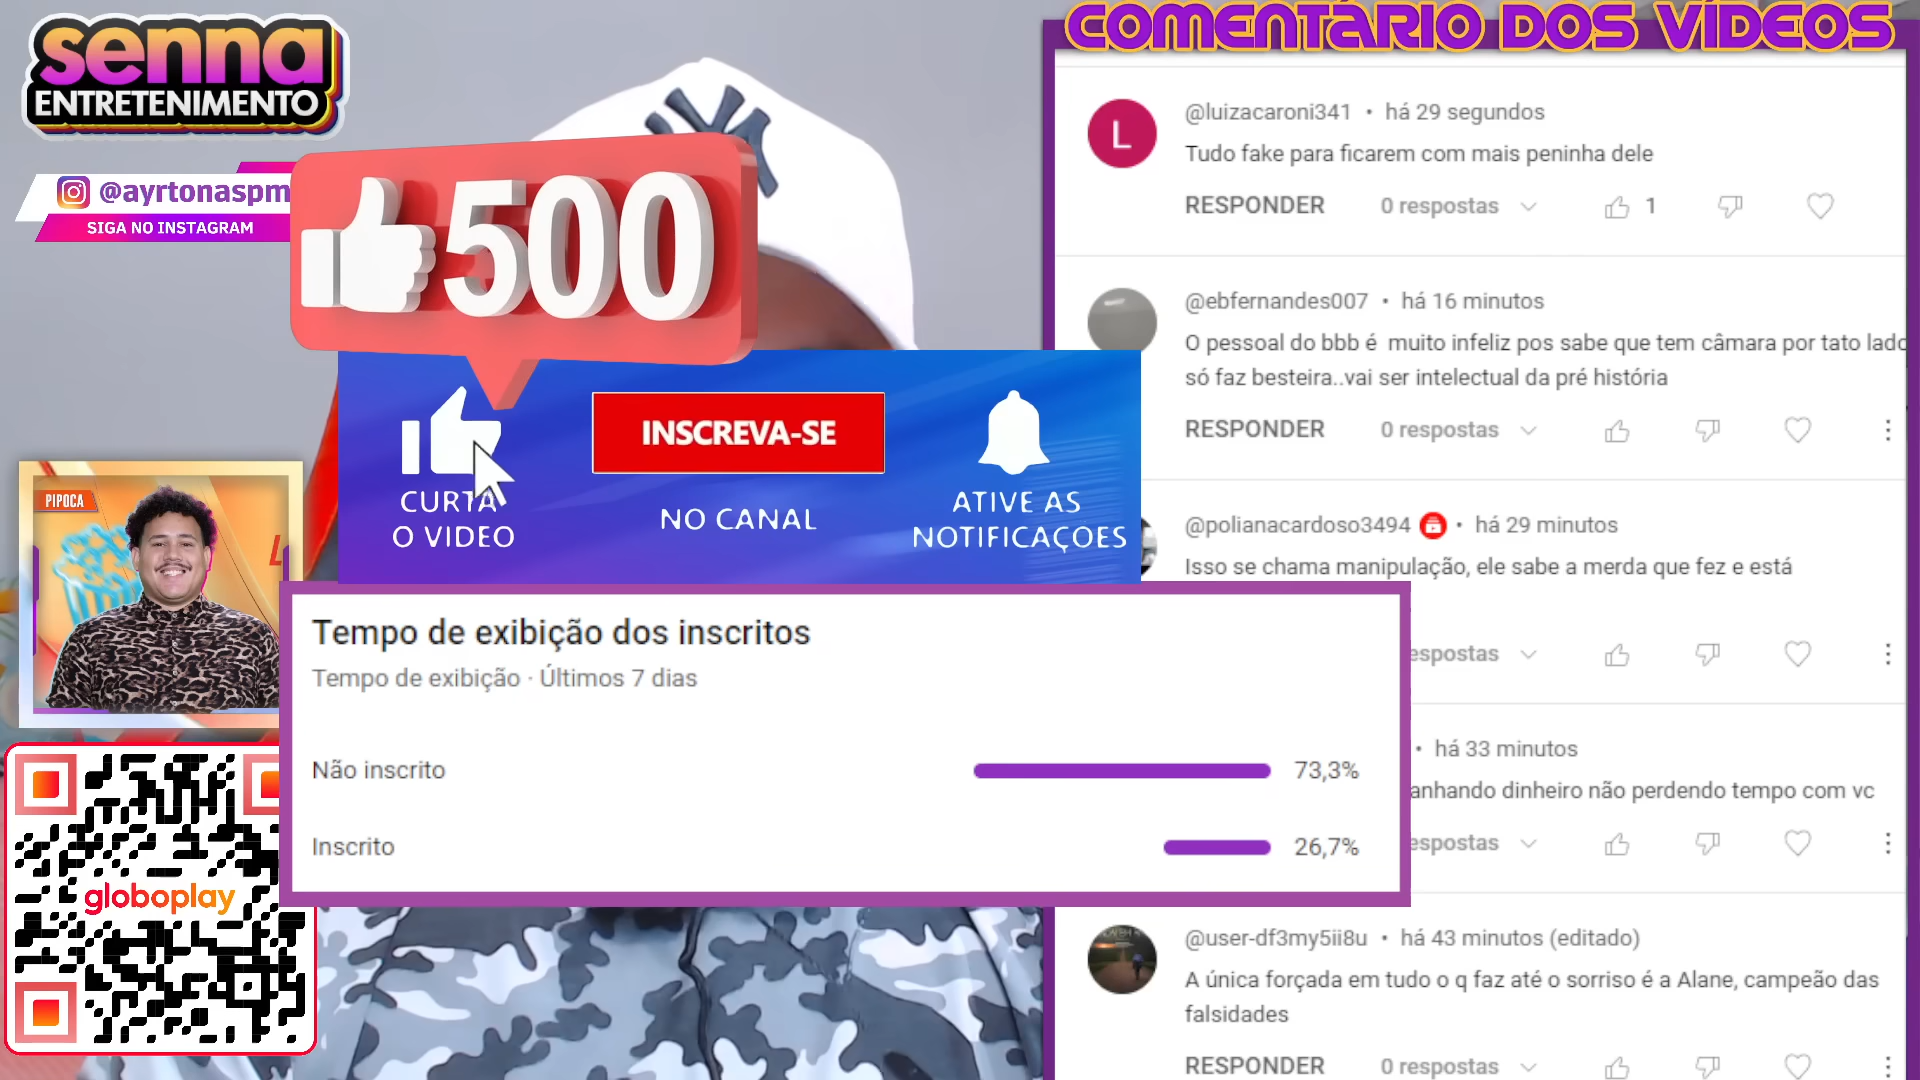 senna
ENTRETENIMENTO
@ayrtonaspm
SIGA NO INSTAGRAM
500
CURTA
O VIDEO
INSCREVA-SE
NO CANAL
ATIVE AS
NOTIFICAÇOES
PIPOCA
globoplay
Tempo de exibição dos inscritos
Tempo de exibição · Últimos 7 dias
Não inscrito 73,3%
Inscrito 26,7%
COMENTÁRIO DOS VÍDEOS
L
@luizacaroni341 • há 29 segundos
Tudo fake para ficarem com mais peninha dele
RESPONDER 0 respostas 1
@ebfernandes007 • há 16 minutos
O pessoal do bbb é muito infeliz pos sabe que tem câmara por tato lado
só faz besteira..vai ser intelectual da pré história
RESPONDER 0 respostas
@polianacardoso3494 • há 29 minutos
Isso se chama manipulação, ele sabe a merda que fez e está
espostas
• há 33 minutos
anhando dinheiro não perdendo tempo com vc
espostas
@user-df3my5ii8u • há 43 minutos (editado)
A única forçada em tudo o q faz até o sorriso é a Alane, campeão das
falsidades
RESPONDER 0 respostas